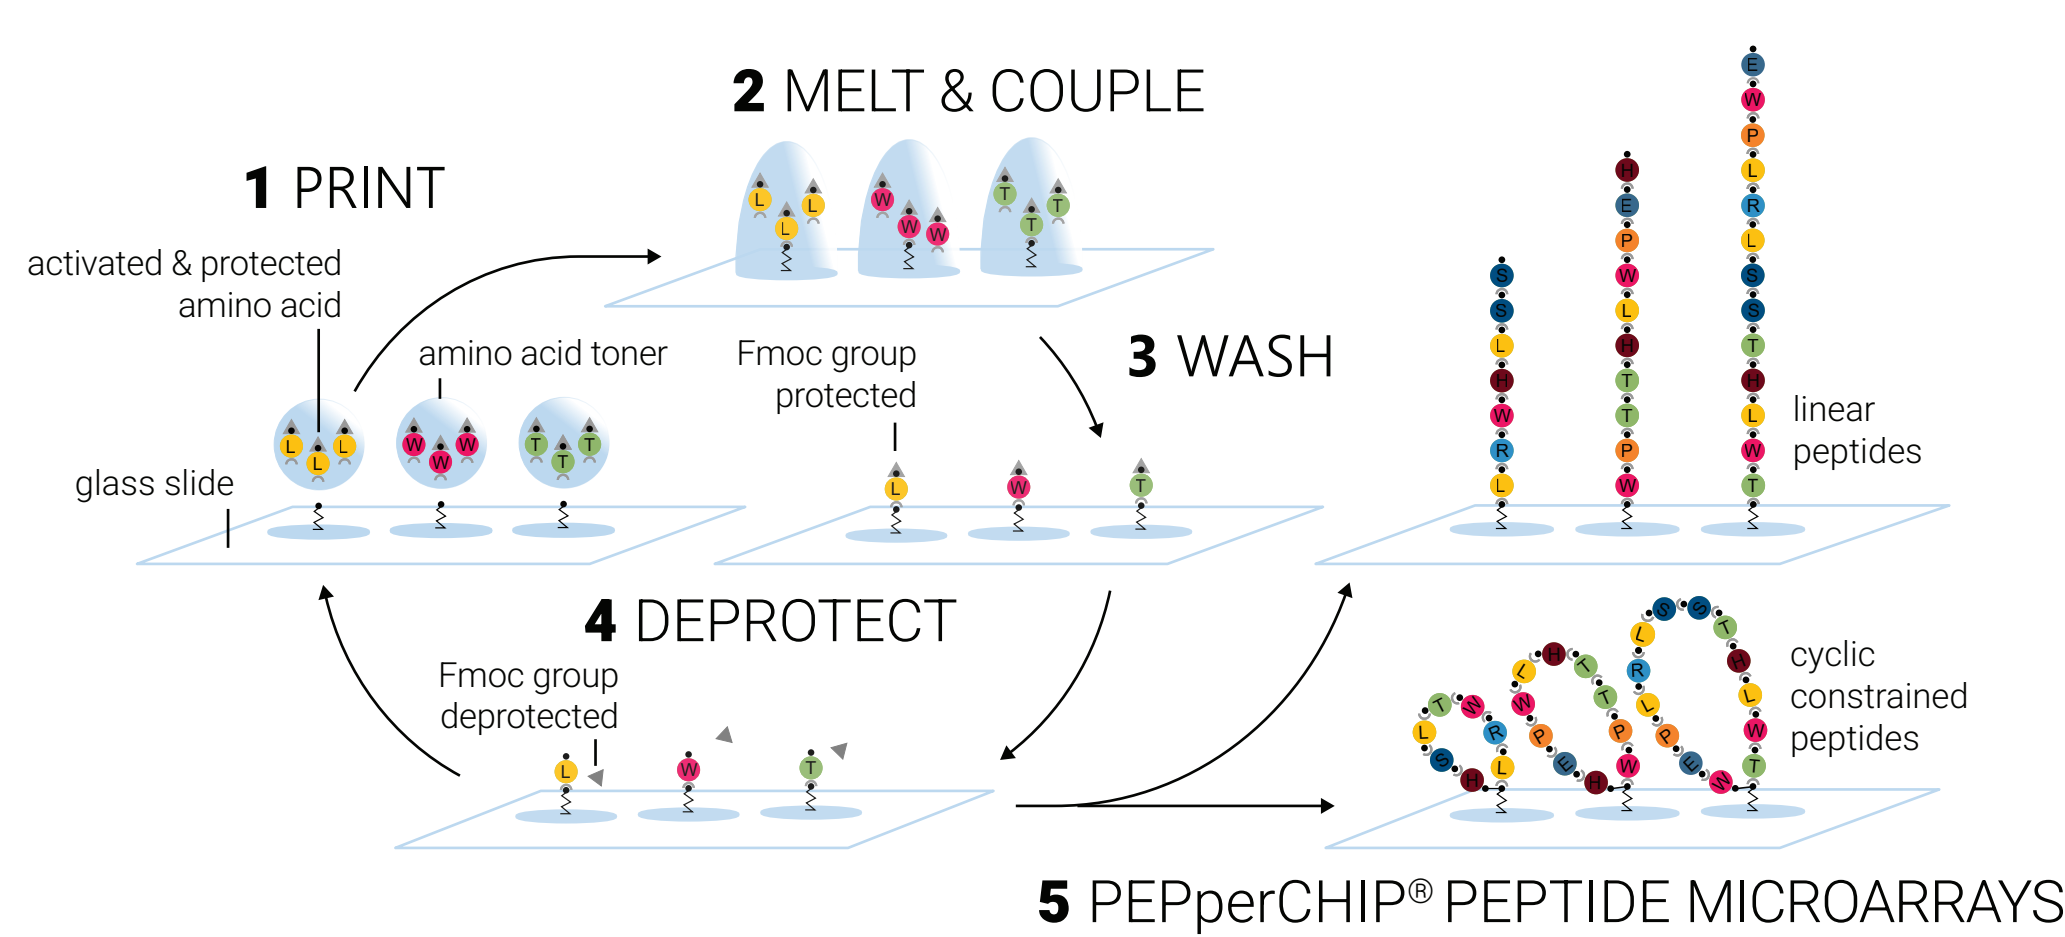 1 PRINT
activated & protected
amino acid
amino acid toner
glass slide
L L L
W W W
T T T
2 MELT & COUPLE
L L L
W W W
T T T
3 WASH
Fmoc group
protected
L W T
4 DEPROTECT
Fmoc group
deprotected
L W T
linear
peptides
S
S
L
H
W
R
L
H
E
P
W
L
H
T
T
P
W
E
W
P
L
R
L
S
S
T
H
L
W
T
cyclic
constrained
peptides
H S L T W R L
H E P W L H T T P W
W E P L R L S S T H L W T
5 PEPperCHIP® PEPTIDE MICROARRAYS